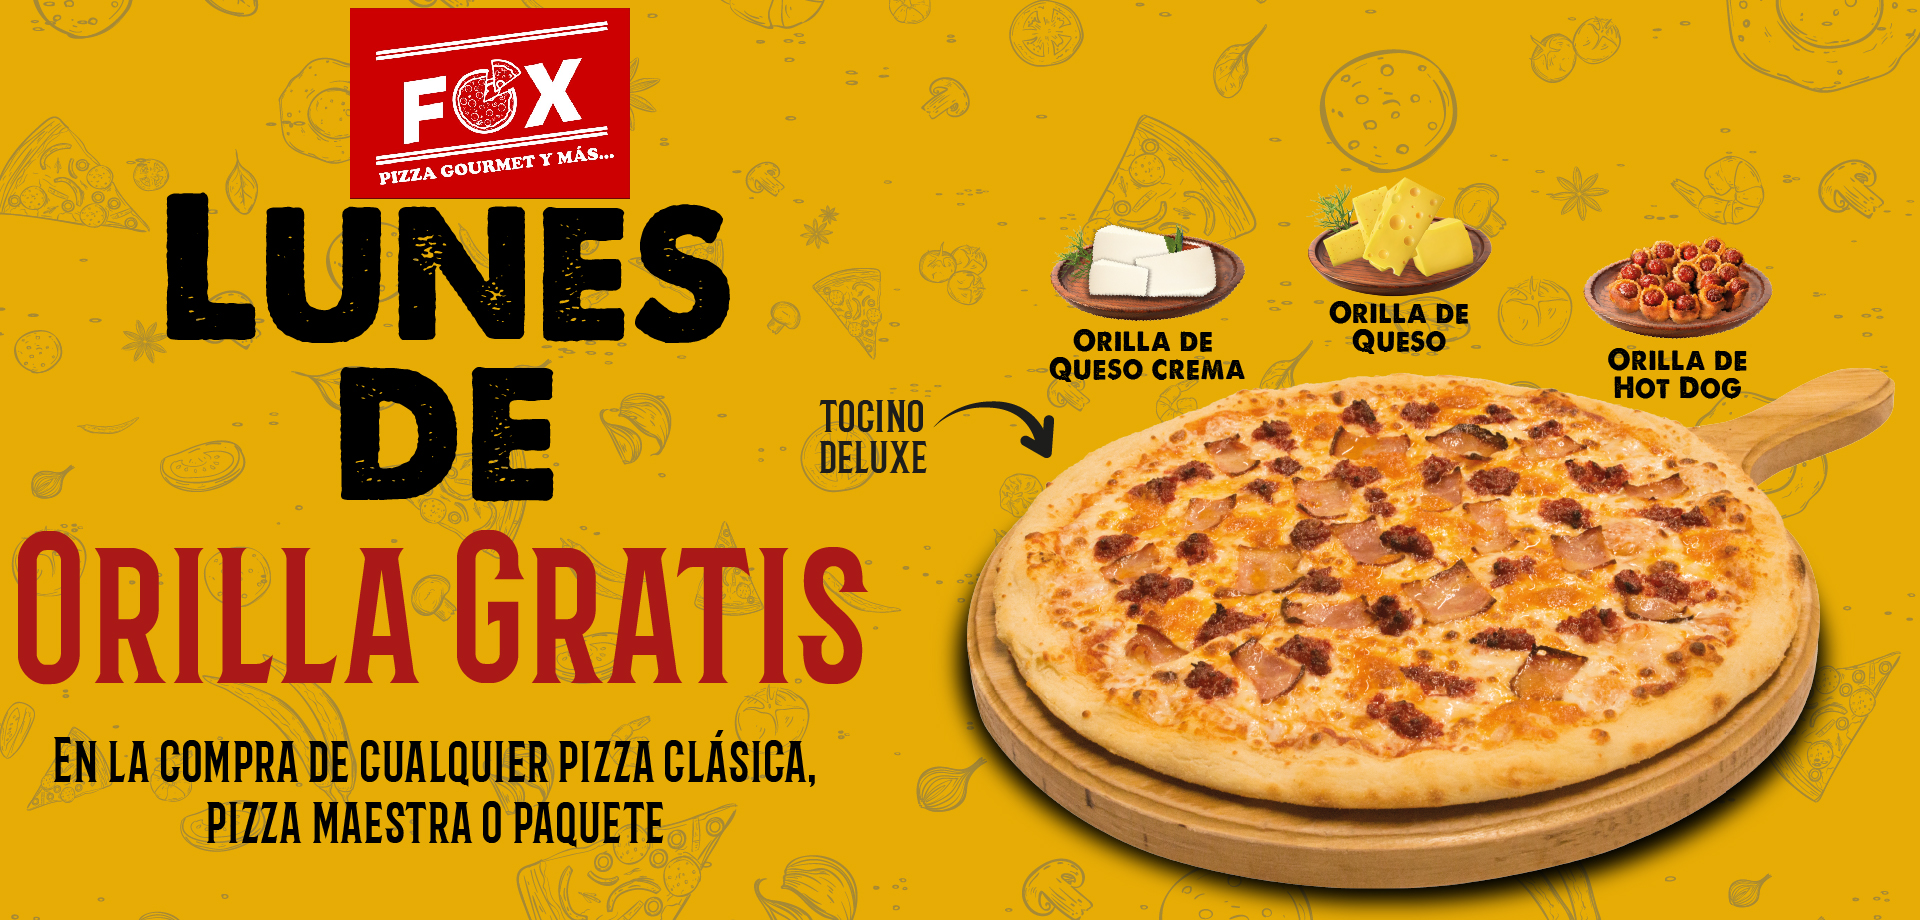 FOX
PIZZA GOURMET Y MÁS...
LUNES
DE
ORILLA GRATIS
EN LA COMPRA DE CUALQUIER PIZZA CLÁSICA,
PIZZA MAESTRA O PAQUETE
TOCINO
DELUXE
ORILLA DE
QUESO CREMA
ORILLA DE
QUESO
ORILLA DE
HOT DOG